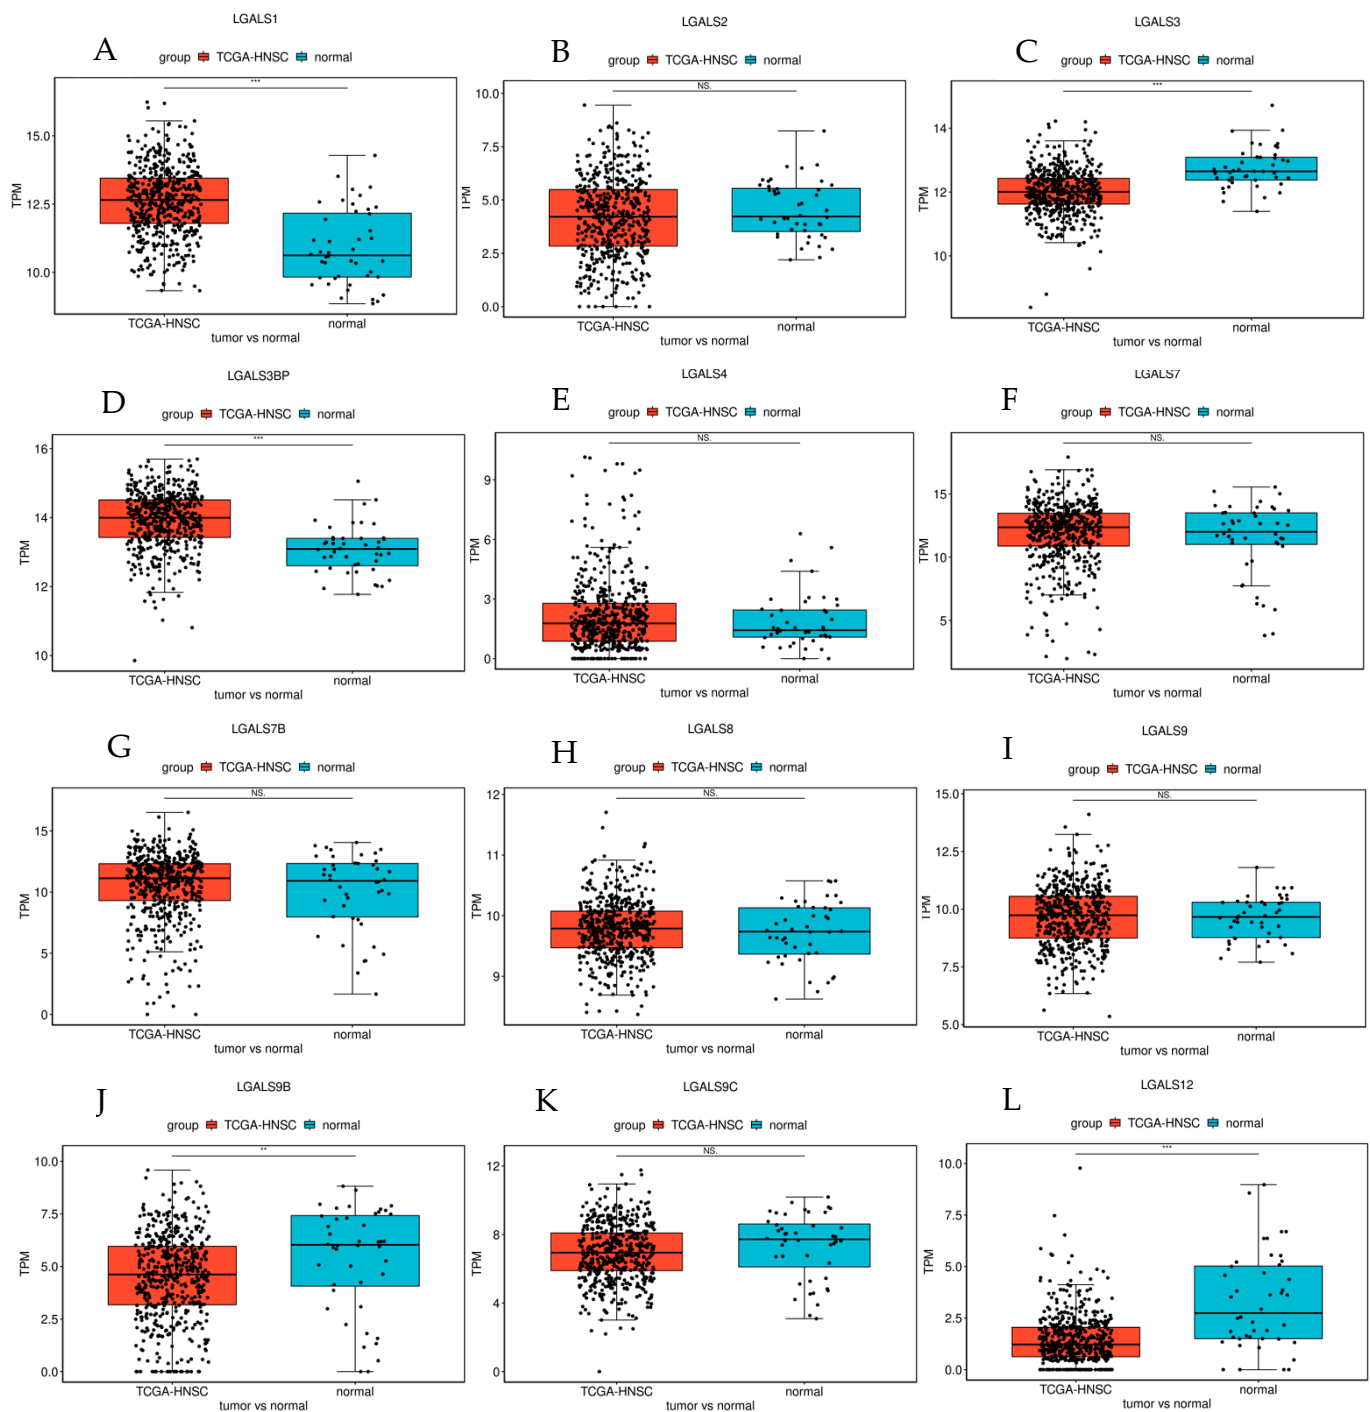 LGALS1
A
group TCGA-HNSC normal
***
15.0
12.5
10.0
TPM
TCGA-HNSC normal
tumor vs normal
LGALS2
B
group TCGA-HNSC normal
NS.
10.0
7.5
5.0
2.5
0.0
TPM
TCGA-HNSC normal
tumor vs normal
LGALS3
C
group TCGA-HNSC normal
***
14
12
10
TPM
TCGA-HNSC normal
tumor vs normal
LGALS3BP
D
group TCGA-HNSC normal
***
16
14
12
10
TPM
TCGA-HNSC normal
tumor vs normal
LGALS4
E
group TCGA-HNSC normal
NS.
9
6
3
0
TPM
TCGA-HNSC normal
tumor vs normal
LGALS7
F
group TCGA-HNSC normal
NS.
15
10
5
TPM
TCGA-HNSC normal
tumor vs normal
LGALS7B
G
group TCGA-HNSC normal
NS.
15
10
5
0
TPM
TCGA-HNSC normal
tumor vs normal
LGALS8
H
group TCGA-HNSC normal
NS.
12
11
10
9
TPM
TCGA-HNSC normal
tumor vs normal
LGALS9
I
group TCGA-HNSC normal
NS.
15.0
12.5
10.0
7.5
5.0
TPM
TCGA-HNSC normal
tumor vs normal
LGALS9B
J
group TCGA-HNSC normal
**
10.0
7.5
5.0
2.5
0.0
TPM
TCGA-HNSC normal
tumor vs normal
LGALS9C
K
group TCGA-HNSC normal
NS.
12
8
4
0
TPM
TCGA-HNSC normal
tumor vs normal
LGALS12
L
group TCGA-HNSC normal
***
10.0
7.5
5.0
2.5
0.0
TPM
TCGA-HNSC normal
tumor vs normal